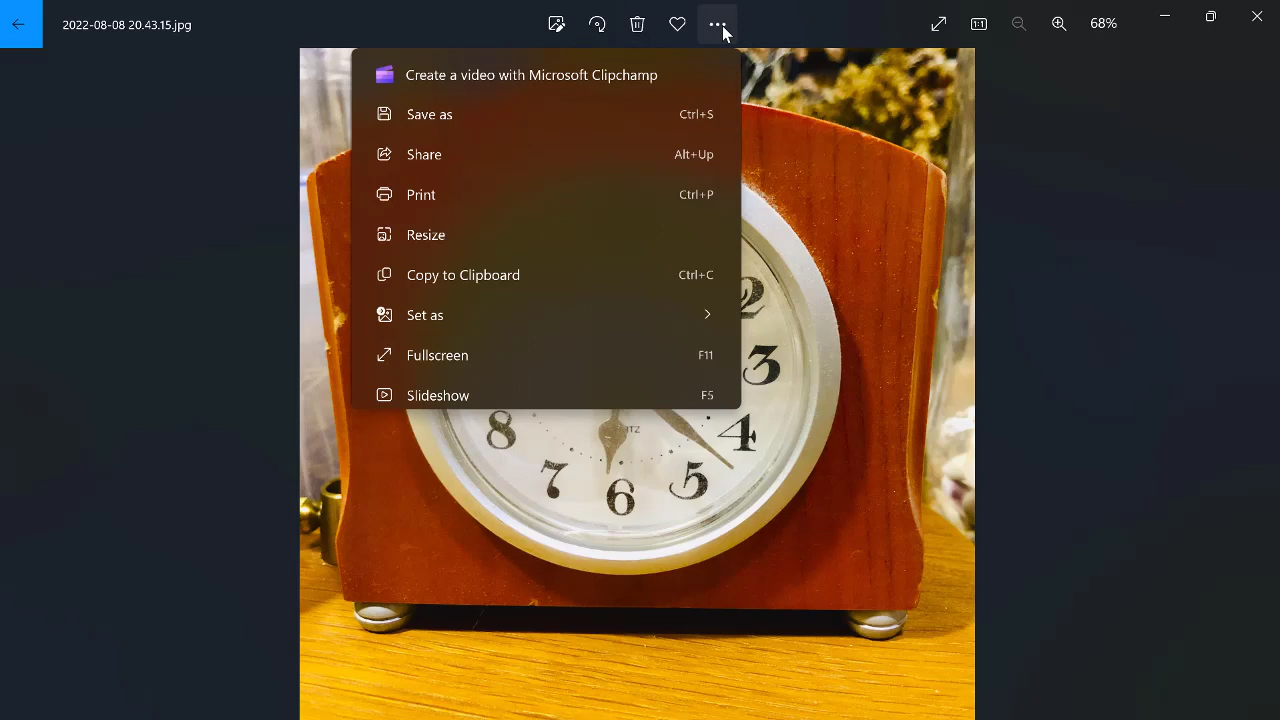 2022-08-08 20.43.15.jpg
68%
Create a video with Microsoft Clipchamp
Save as Ctrl+S
Share Alt+Up
Print Ctrl+P
Resize
Copy to Clipboard Ctrl+C
Set as
Fullscreen F11
Slideshow F5
2
3
4
5
6
7
8